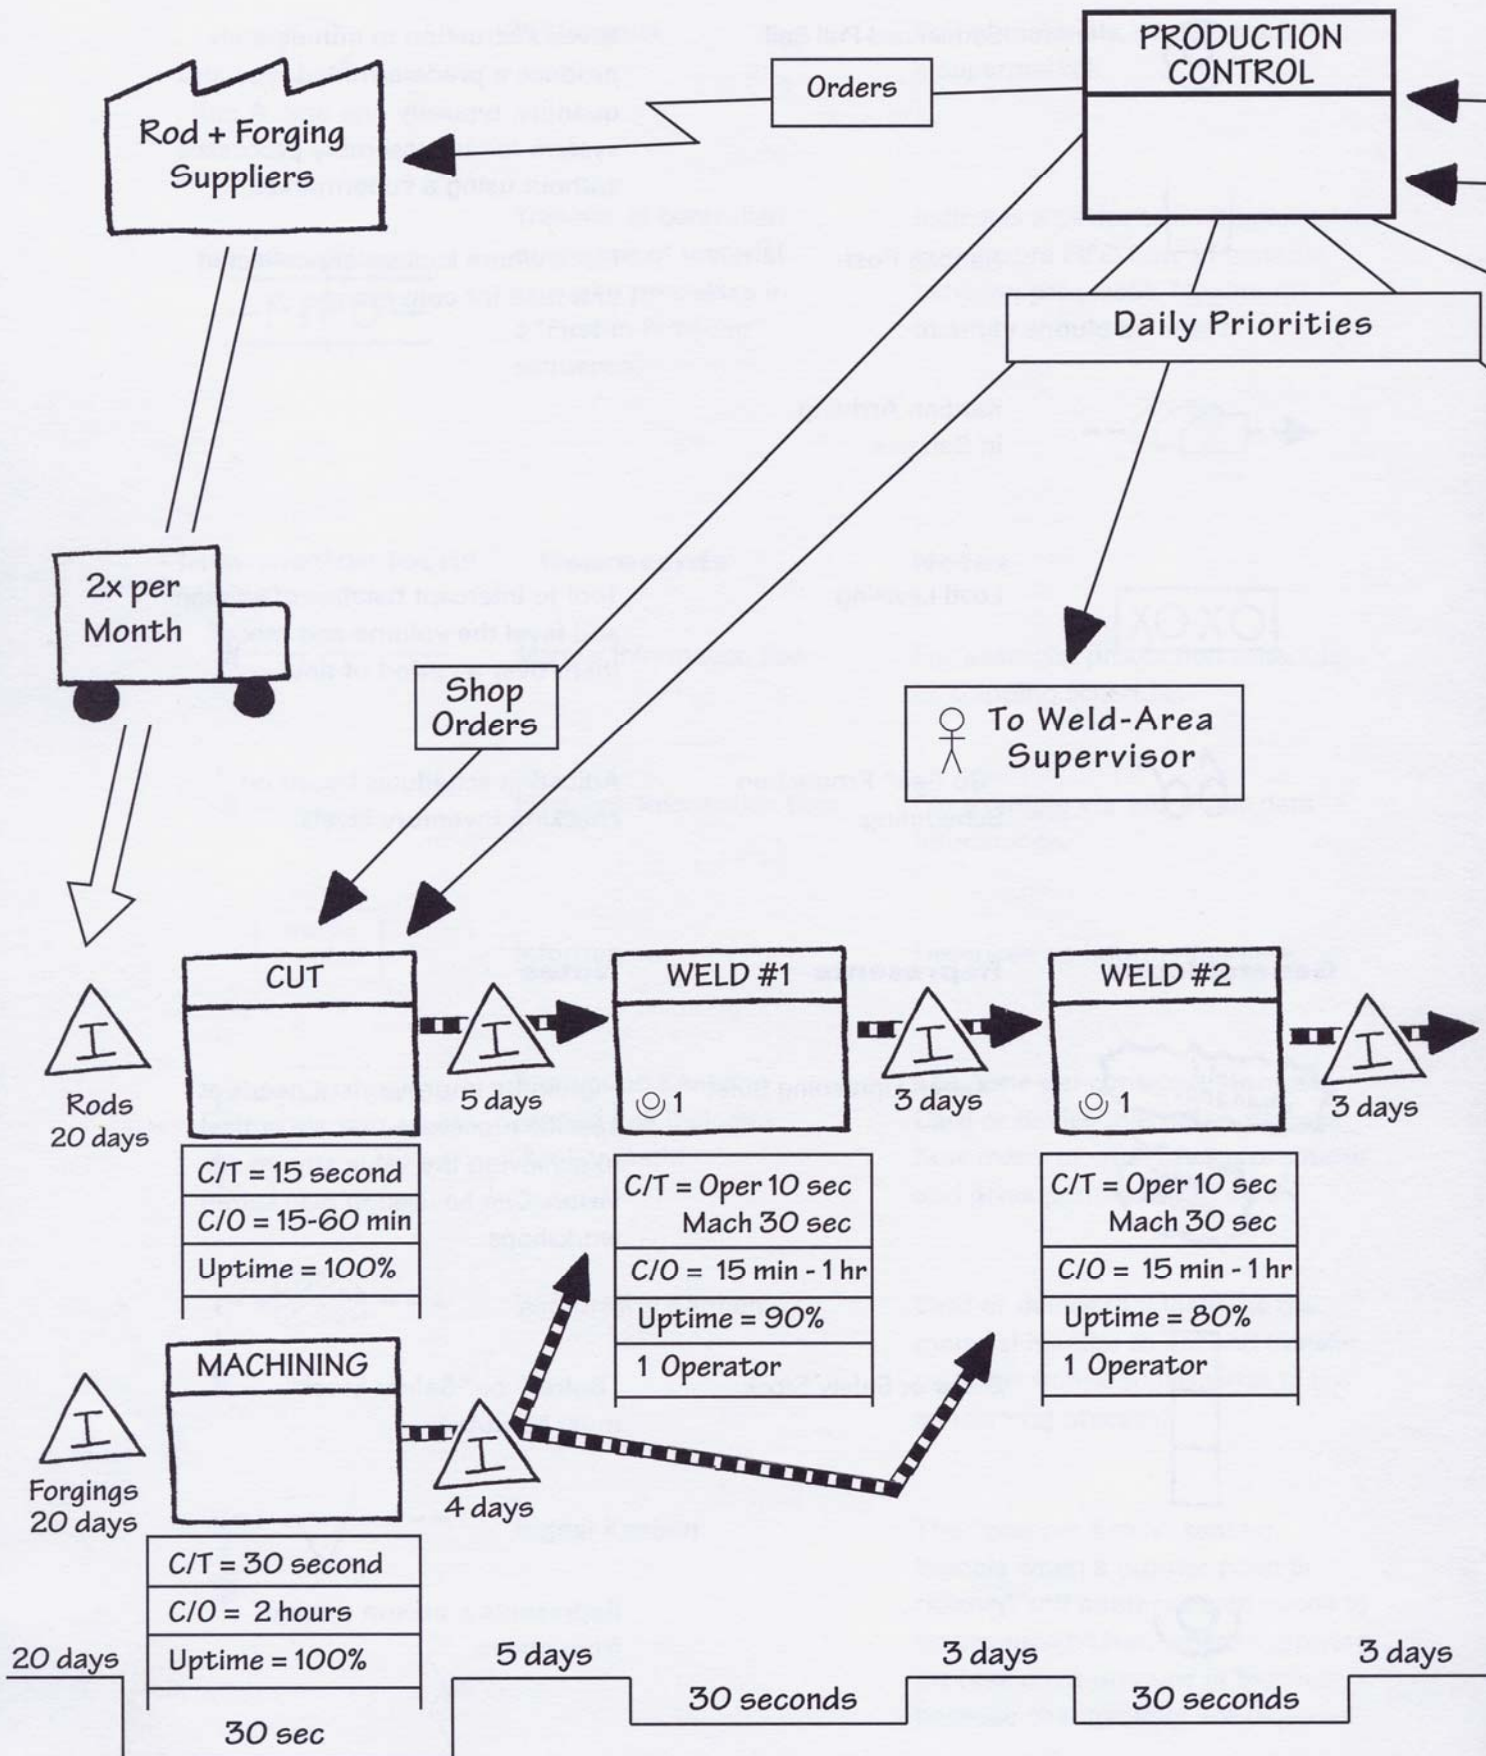 PRODUCTION
CONTROL
Orders
Rod + Forging
Suppliers
Daily Priorities
2x per
Month
Shop
Orders
To Weld-Area
Supervisor
CUT
WELD #1
WELD #2
I
I
I
I
1
1
Rods
20 days
5 days
3 days
3 days
C/T = 15 second
C/O = 15-60 min
Uptime = 100%
C/T = Oper 10 sec
Mach 30 sec
C/O = 15 min - 1 hr
Uptime = 90%
1 Operator
C/T = Oper 10 sec
Mach 30 sec
C/O = 15 min - 1 hr
Uptime = 80%
1 Operator
MACHINING
I
I
Forgings
20 days
4 days
C/T = 30 second
C/O = 2 hours
Uptime = 100%
20 days
5 days
3 days
3 days
30 sec
30 seconds
30 seconds